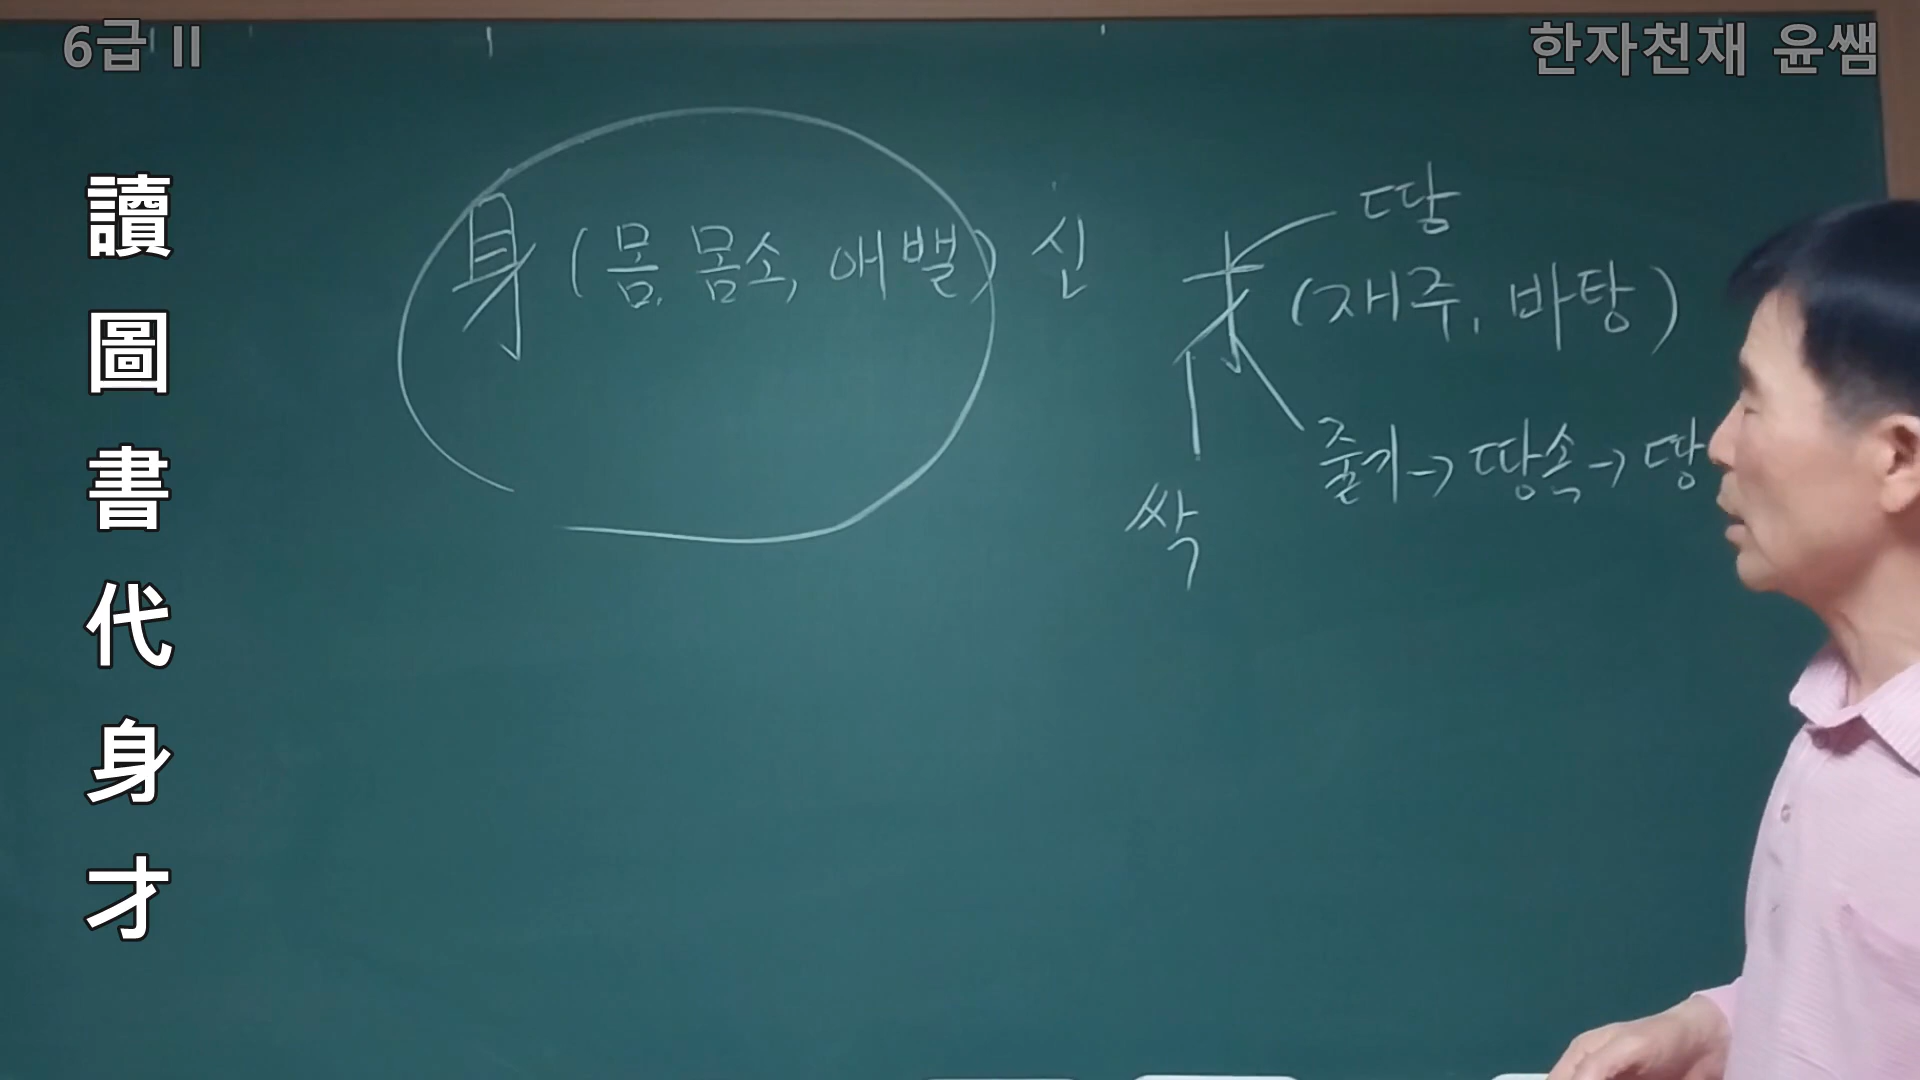 6급 II
한자천재 윤쌤
讀
圖
書
代
身
才
身 (몸, 몸소, 애밸) 신
땅
才 (재주, 바탕)
줄기→땅속→땅
싹